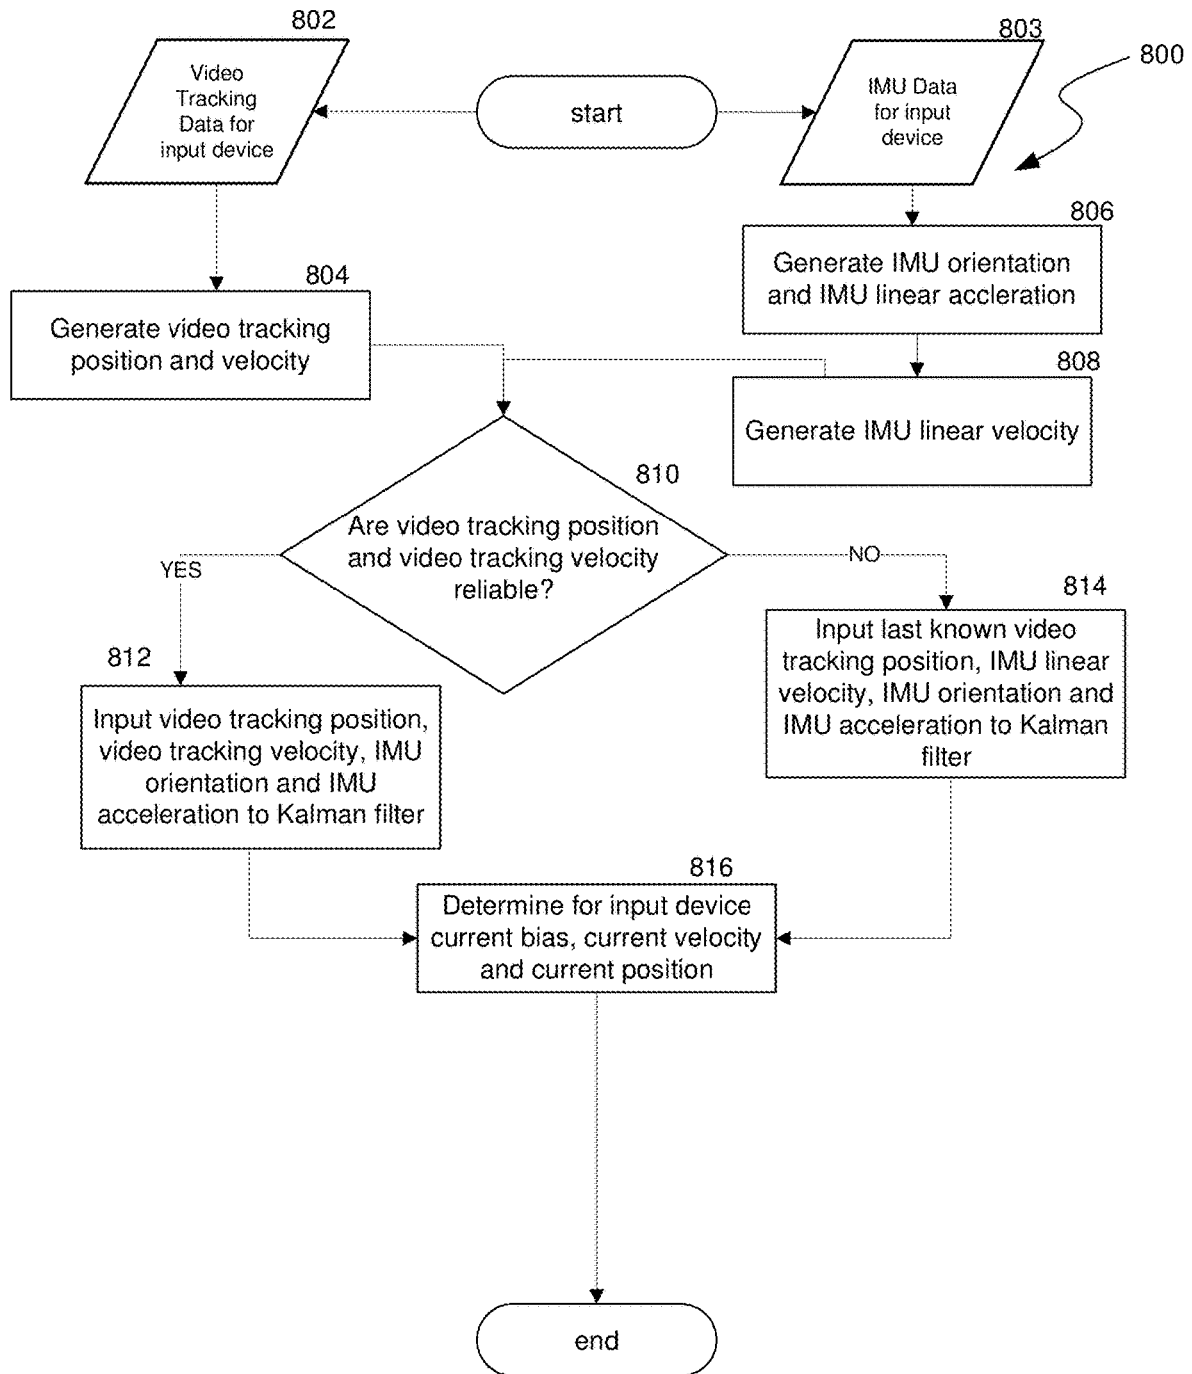 802
Video
Tracking
Data for
input device
start
803
IMU Data
for input
device
800
806
Generate IMU orientation
and IMU linear accleration
804
Generate video tracking
position and velocity
808
Generate IMU linear velocity
810
Are video tracking position
and video tracking velocity
reliable?
YES
NO
812
Input video tracking position,
video tracking velocity, IMU
orientation and IMU
acceleration to Kalman filter
814
Input last known video
tracking position, IMU linear
velocity, IMU orientation and
IMU acceleration to Kalman
filter
816
Determine for input device
current bias, current velocity
and current position
end